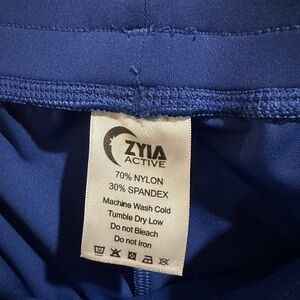 ZYIA
ACTIVE
70% NYLON
30% SPANDEX
Machine Wash Cold
Tumble Dry Low
Do not Bleach
Do not Iron